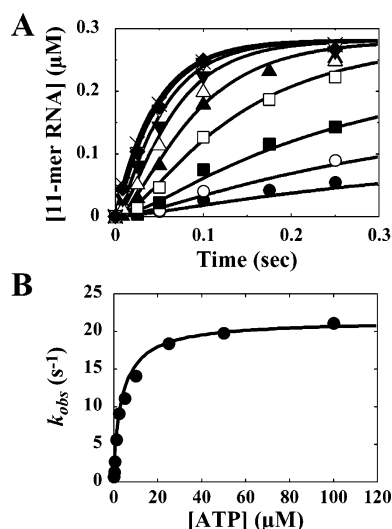 A
[11-mer RNA] (μM)
0.3
0.2
0.1
0
0 0.1 0.2 0.3
Time (sec)
B
k_obs (s⁻¹)
25
20
15
10
5
0
0 20 40 60 80 100 120
[ATP] (μM)